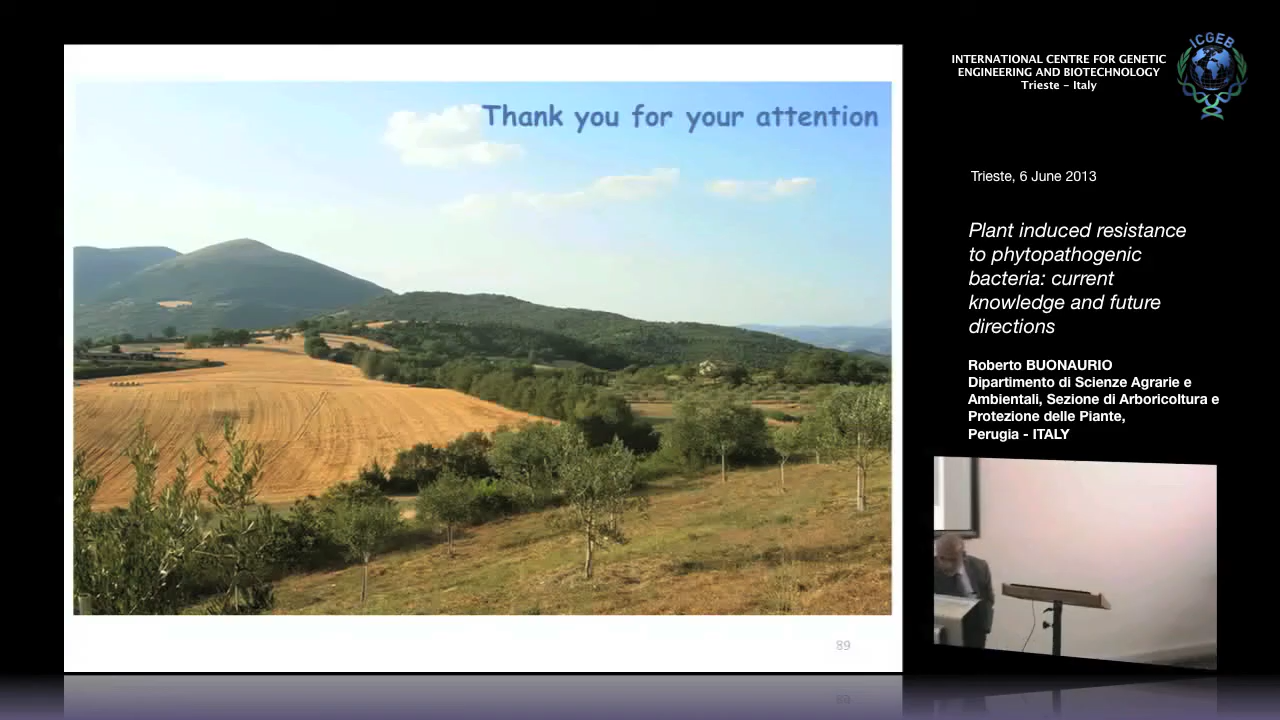 Thank you for your attention
89
ICGEB
INTERNATIONAL CENTRE FOR GENETIC
ENGINEERING AND BIOTECHNOLOGY
Trieste - Italy
Trieste, 6 June 2013
Plant induced resistance
to phytopathogenic
bacteria: current
knowledge and future
directions
Roberto BUONAURIO
Dipartimento di Scienze Agrarie e
Ambientali, Sezione di Arboricoltura e
Protezione delle Piante,
Perugia - ITALY